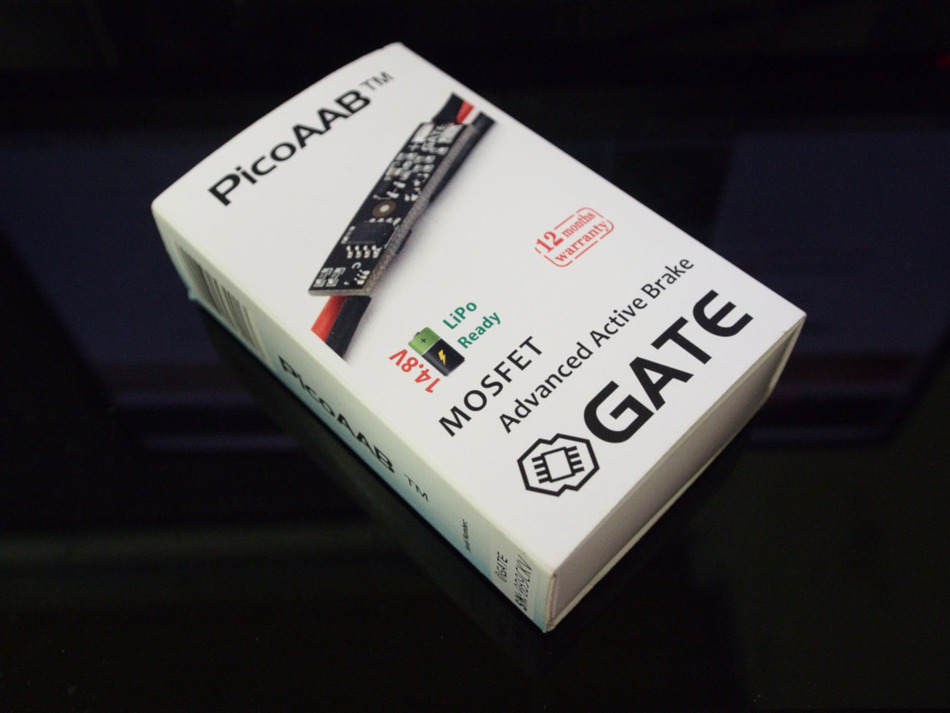 PicoAAB™
12 months
warranty
14.8V
LiPo
Ready
MOSFET
Advanced Active Brake
GATE
PicoAAB™
GATE